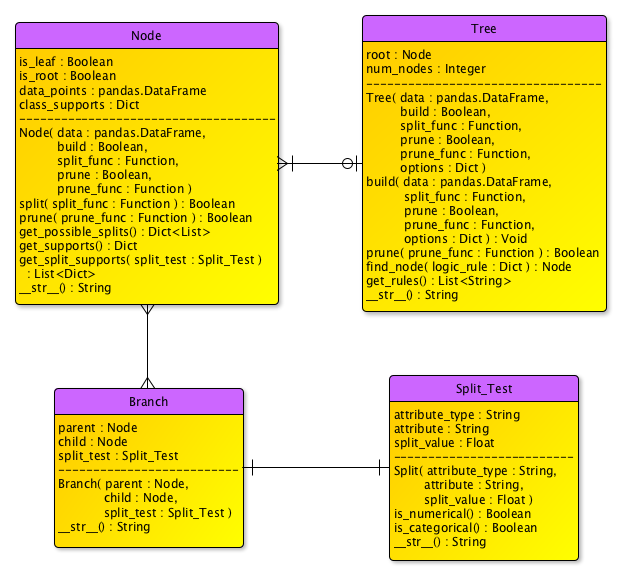 Node
is_leaf : Boolean
is_root : Boolean
data_points : pandas.DataFrame
class_supports : Dict
Node( data : pandas.DataFrame,
build : Boolean,
split_func : Function,
prune : Boolean,
prune_func : Function )
split( split_func : Function ) : Boolean
prune( prune_func : Function ) : Boolean
get_possible_splits() : Dict<List>
get_supports() : Dict
get_split_supports( split_test : Split_Test )
: List<Dict>
__str__() : String
Tree
root : Node
num_nodes : Integer
Tree( data : pandas.DataFrame,
build : Boolean,
split_func : Function,
prune : Boolean,
prune_func : Function,
options : Dict )
build( data : pandas.DataFrame,
split_func : Function,
prune : Boolean,
prune_func : Function,
options : Dict ) : Void
prune( prune_func : Function ) : Boolean
find_node( logic_rule : Dict ) : Node
get_rules() : List<String>
__str__() : String
Branch
parent : Node
child : Node
split_test : Split_Test
Branch( parent : Node,
child : Node,
split_test : Split_Test )
__str__() : String
Split_Test
attribute_type : String
attribute : String
split_value : Float
Split( attribute_type : String,
attribute : String,
split_value : Float )
is_numerical() : Boolean
is_categorical() : Boolean
__str__() : String